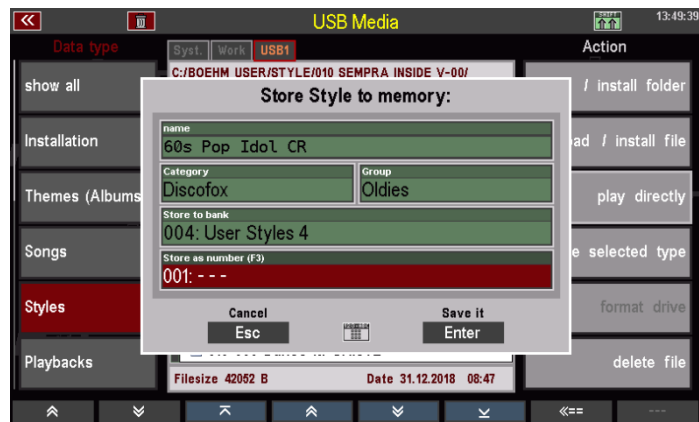 USB Media
SHIFT
13:49:39
Data type
Syst. Work USB1
Action
C:/BOEHM USER/STYLE/010 SEMPRA INSIDE V-00/
show all
/ install folder
Store Style to memory:
name
60s Pop Idol CR
Installation
ad / install file
Category
Group
Discofox
Oldies
Themes (Albums
play directly
Store to bank
004: User Styles 4
Songs
e selected type
Store as number (F3)
001: - - -
Styles
format drive
Cancel
Save it
Esc
Enter
Playbacks
delete file
Filesize 42052 B
Date 31.12.2018 08:47
«==
---